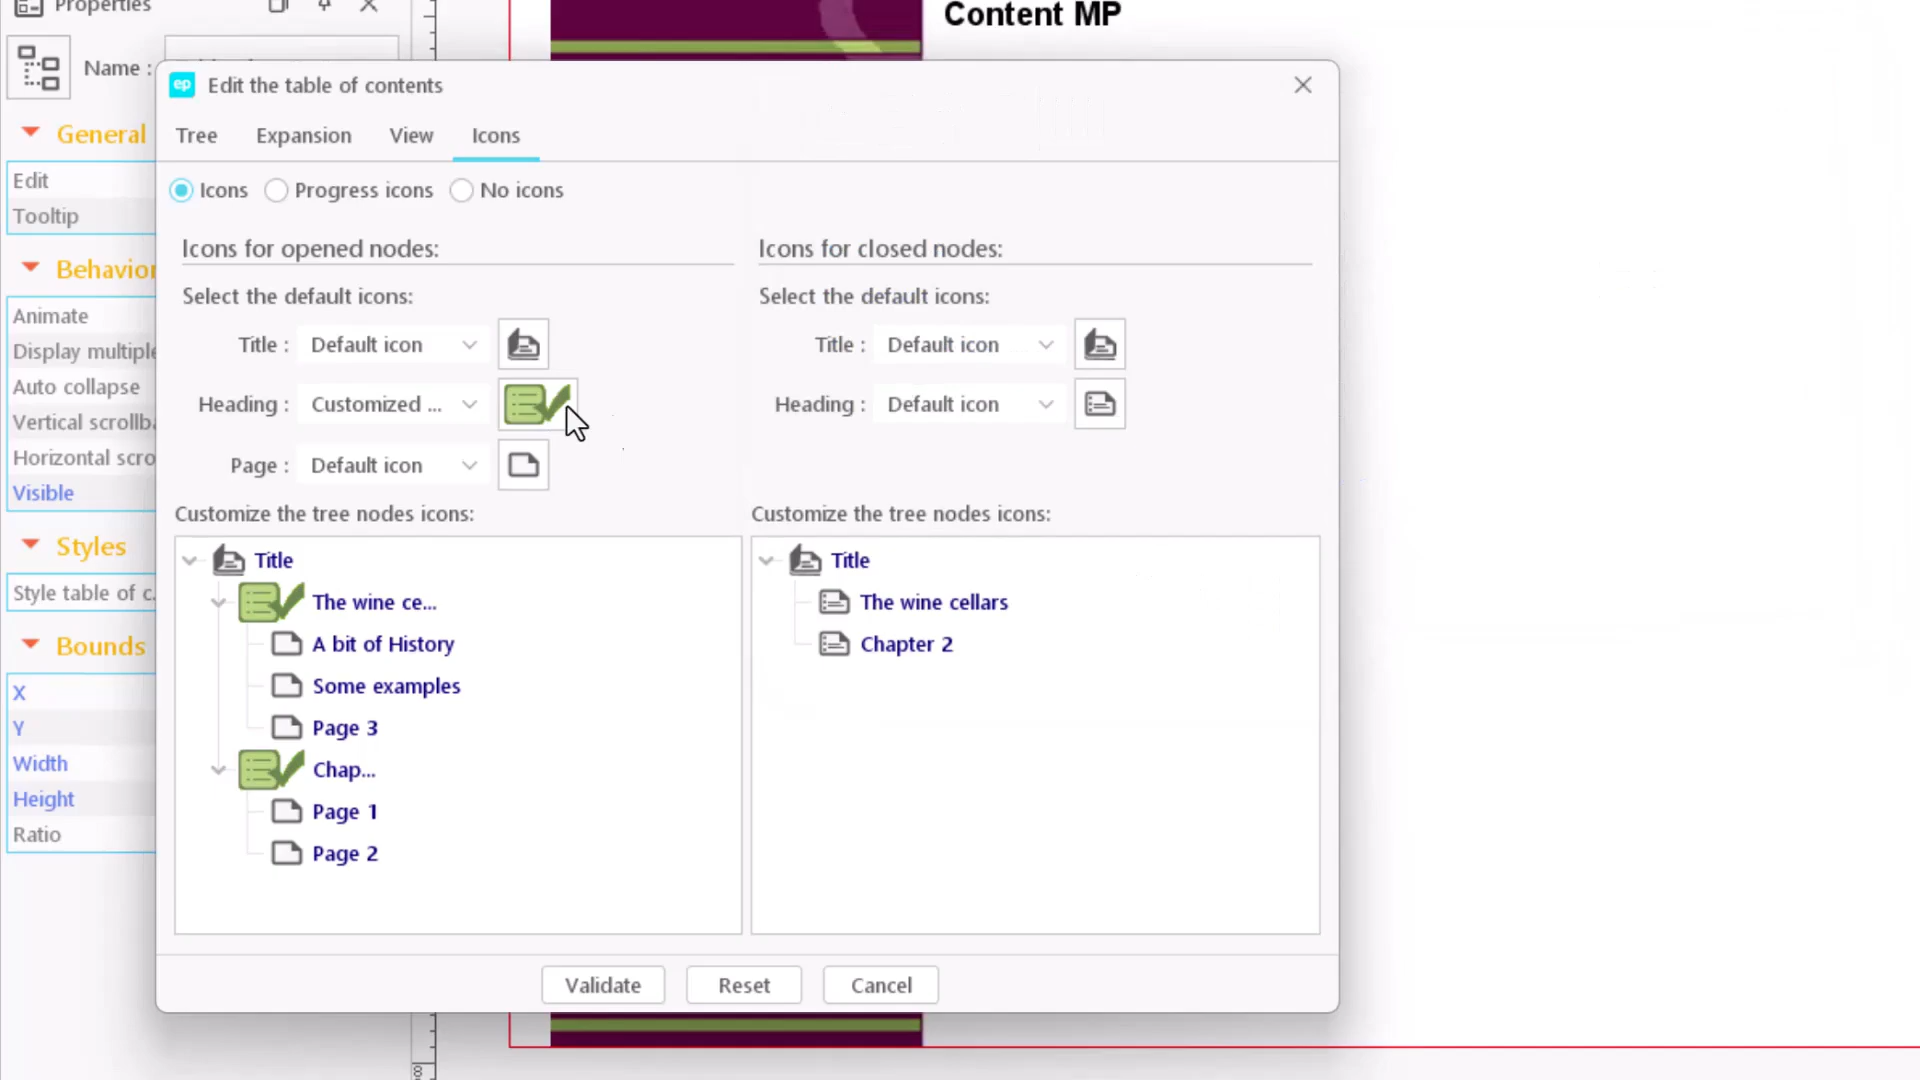 Properties
Content MP
Name :
ep Edit the table of contents
Tree Expansion View Icons
General
Icons Progress icons No icons
Edit
Tooltip
Icons for opened nodes: Icons for closed nodes:
Behavior
Select the default icons: Select the default icons:
Animate
Title : Default icon Title : Default icon
Display multiple
Auto collapse
Heading : Customized ... Heading : Default icon
Vertical scrollba
Horizontal scro
Page : Default icon
Visible
Customize the tree nodes icons: Customize the tree nodes icons:
Styles
Title Title
Style table of c...
The wine ce... The wine cellars
Bounds
A bit of History Chapter 2
X
Some examples
Y
Page 3
Width
Chap...
Height
Page 1
Ratio
Page 2
Validate Reset Cancel